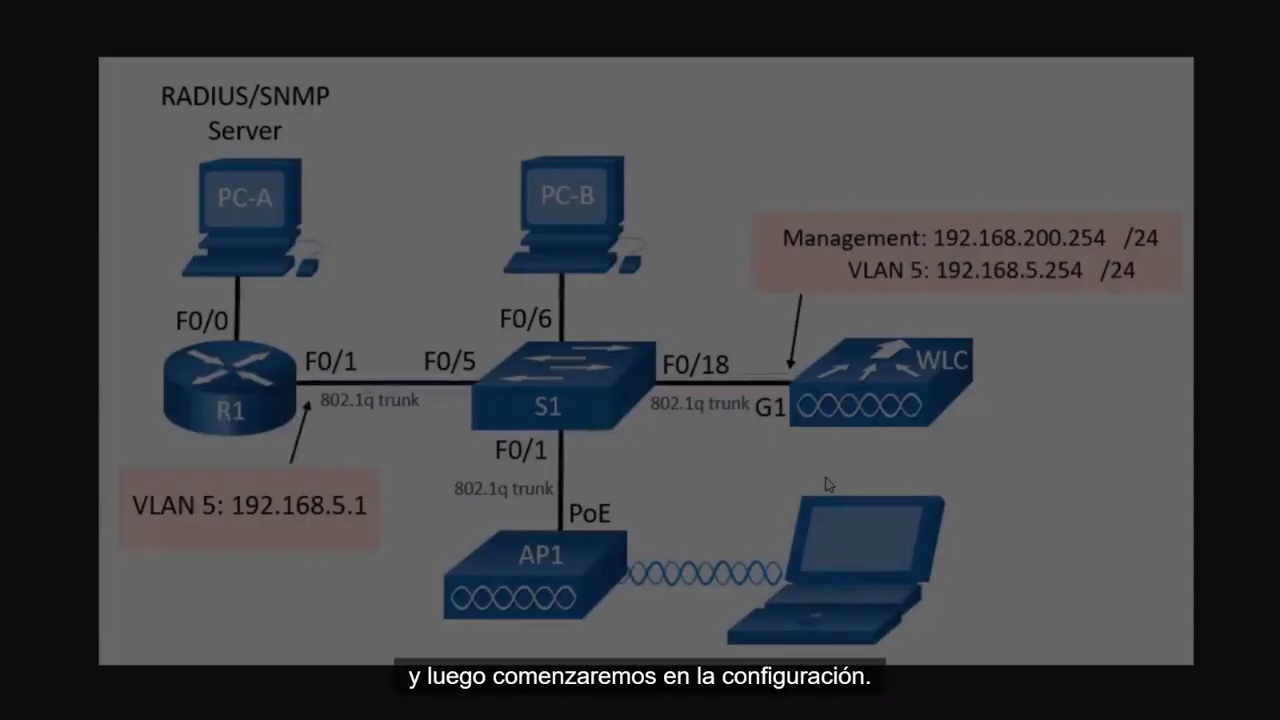 RADIUS/SNMP
Server
PC-A
PC-B
Management: 192.168.200.254 /24
VLAN 5: 192.168.5.254 /24
F0/0
F0/6
F0/1
F0/5
F0/18
WLC
R1
802.1q trunk
S1
802.1q trunk
G1
F0/1
802.1q trunk
VLAN 5: 192.168.5.1
PoE
AP1
y luego comenzaremos en la configuración.